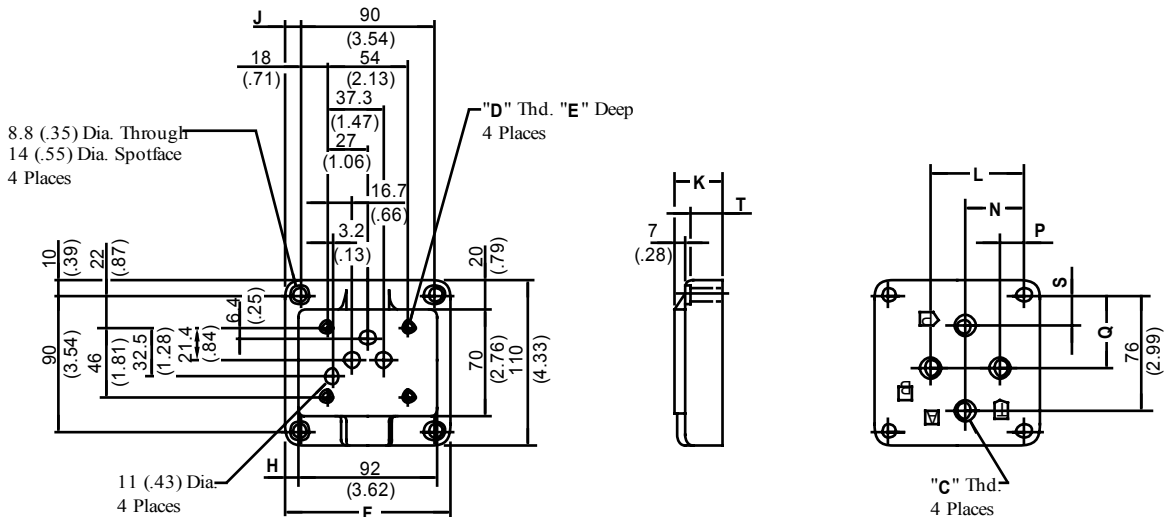 J
90
(3.54)
18
(.71)
54
(2.13)
37.3
(1.47)
27
(1.06)
16.7
(.66)
3.2
(.13)
8.8 (.35) Dia. Through
14 (.55) Dia. Spotface
4 Places
"D" Thd. "E" Deep
4 Places
10
(.39)
22
(.87)
6.4
(.25)
20
(.79)
90
(3.54)
46
(1.81)
32.5
(1.28)
21.4
(.84)
70
(2.76)
110
(4.33)
H
92
(3.62)
F
11 (.43) Dia.
4 Places
K
T
7
(.28)
L
N
P
S
Q
76
(2.99)
P
B
A
T
"C" Thd.
4 Places